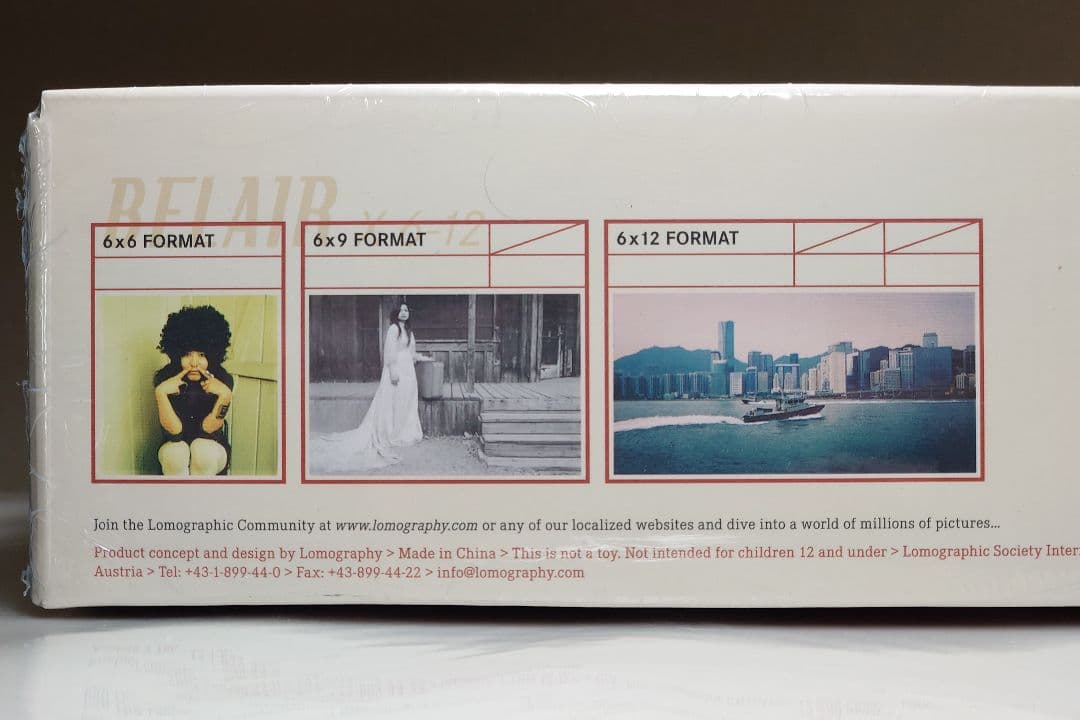 BELAIR X 6-12
6x6 FORMAT
6x9 FORMAT
6x12 FORMAT
Join the Lomographic Community at www.lomography.com or any of our localized websites and dive into a world of millions of pictures...
Product concept and design by Lomography > Made in China > This is not a toy. Not intended for children 12 and under > Lomographic Society Inter
Austria > Tel: +43-1-899-44-0 > Fax: +43-899-44-22 > info@lomography.com